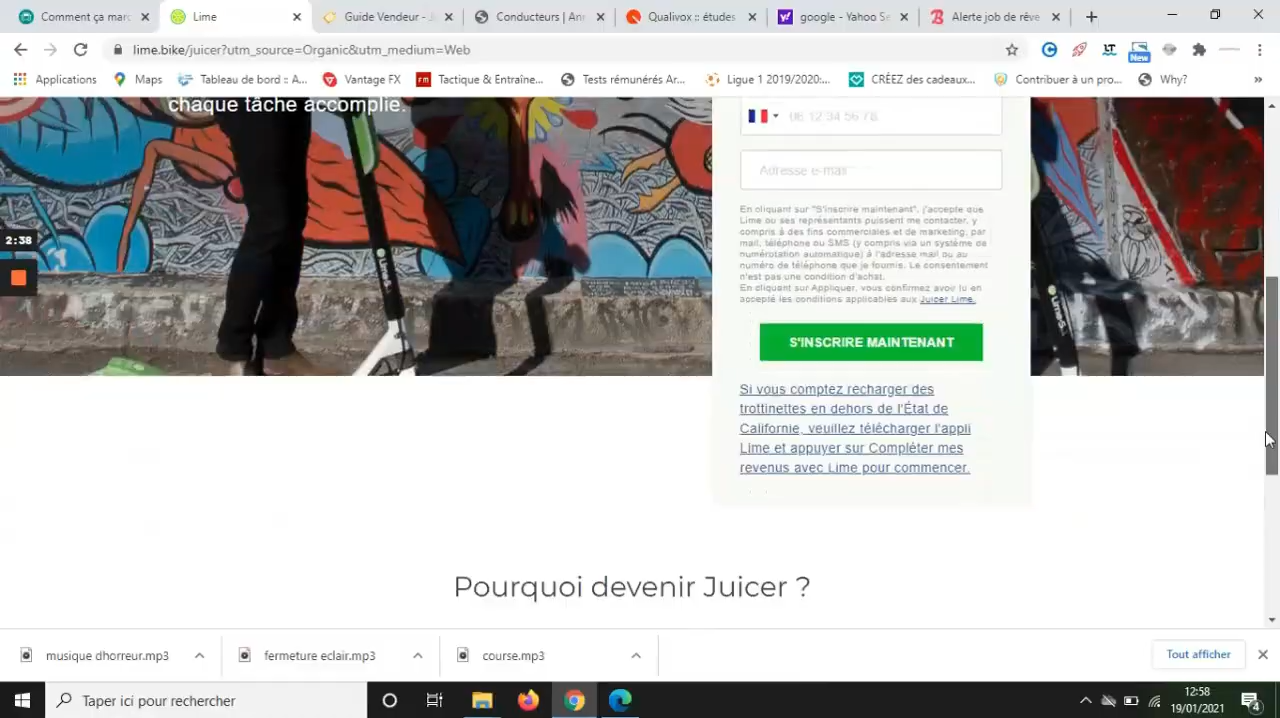 Comment ça marc
Lime
Guide Vendeur - J
Conducteurs | Ann
Qualivox :: études
google - Yahoo Se
Alerte job de rêve
lime.bike/juicer?utm_source=Organic&utm_medium=Web
New
Applications
Maps
Tableau de bord :: A...
Vantage FX
Tactique & Entraîne...
Tests rémunérés Ar...
Ligue 1 2019/2020:...
CRÉEZ des cadeaux...
Contribuer à un pro...
Why?
»
chaque tâche accomplie.
06 12 34 56 78
Adresse e-mail
En cliquant sur "S'inscrire maintenant", j'accepte que
Lime ou ses représentants puissent me contacter, y
compris à des fins commerciales et de marketing, par
mail, téléphone ou SMS (y compris via un système de
numérotation automatique) à l'adresse mail ou au
numéro de téléphone que je fournis. Le consentement
n'est pas une condition d'achat.
En cliquant sur Appliquer, vous confirmez avoir lu en
accepté les conditions applicables aux Juicer Lime.
2:38
S'INSCRIRE MAINTENANT
Si vous comptez recharger des
trottinettes en dehors de l'État de
Californie, veuillez télécharger l'appli
Lime et appuyer sur Compléter mes
revenus avec Lime pour commencer.
Pourquoi devenir Juicer ?
musique dhorreur.mp3
fermeture eclair.mp3
course.mp3
Tout afficher
Taper ici pour rechercher
12:58
19/01/2021
4